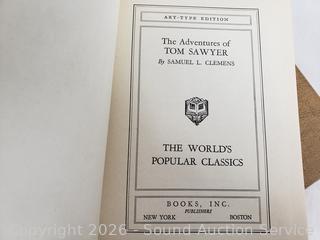 ART-TYPE EDITION
The Adventures of
TOM SAWYER
By SAMUEL L. CLEMENS
THE WORLD'S
POPULAR CLASSICS
BOOKS, INC.
PUBLISHERS
NEW YORK BOSTON
Copyright 2026 - Sound Auction Service